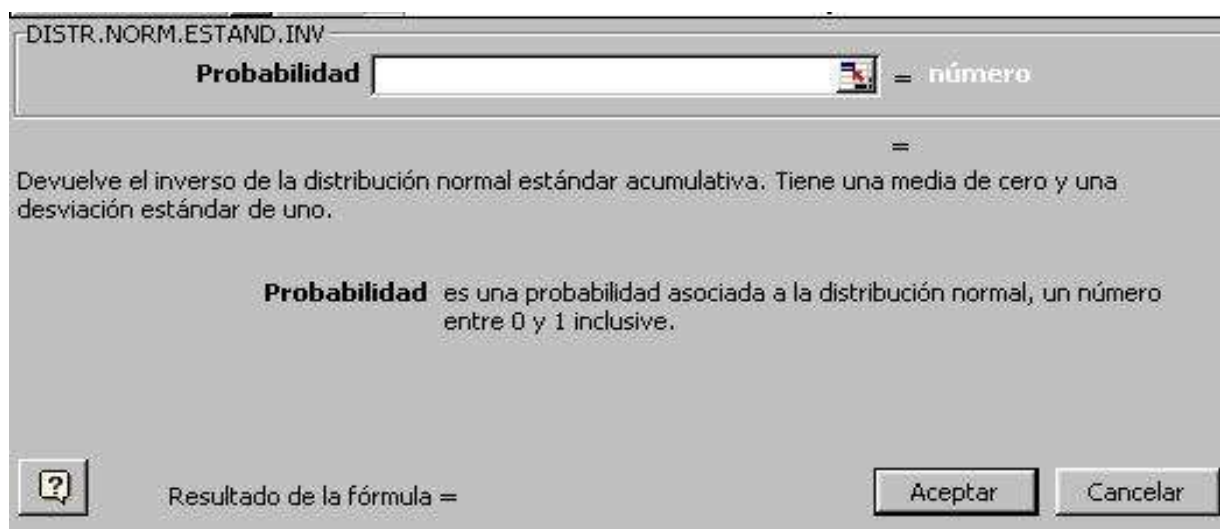 DISTR.NORM.ESTAND.INV
Probabilidad = número
=
Devuelve el inverso de la distribución normal estándar acumulativa. Tiene una media de cero y una
desviación estándar de uno.
Probabilidad es una probabilidad asociada a la distribución normal, un número
entre 0 y 1 inclusive.
? Resultado de la fórmula = Aceptar Cancelar